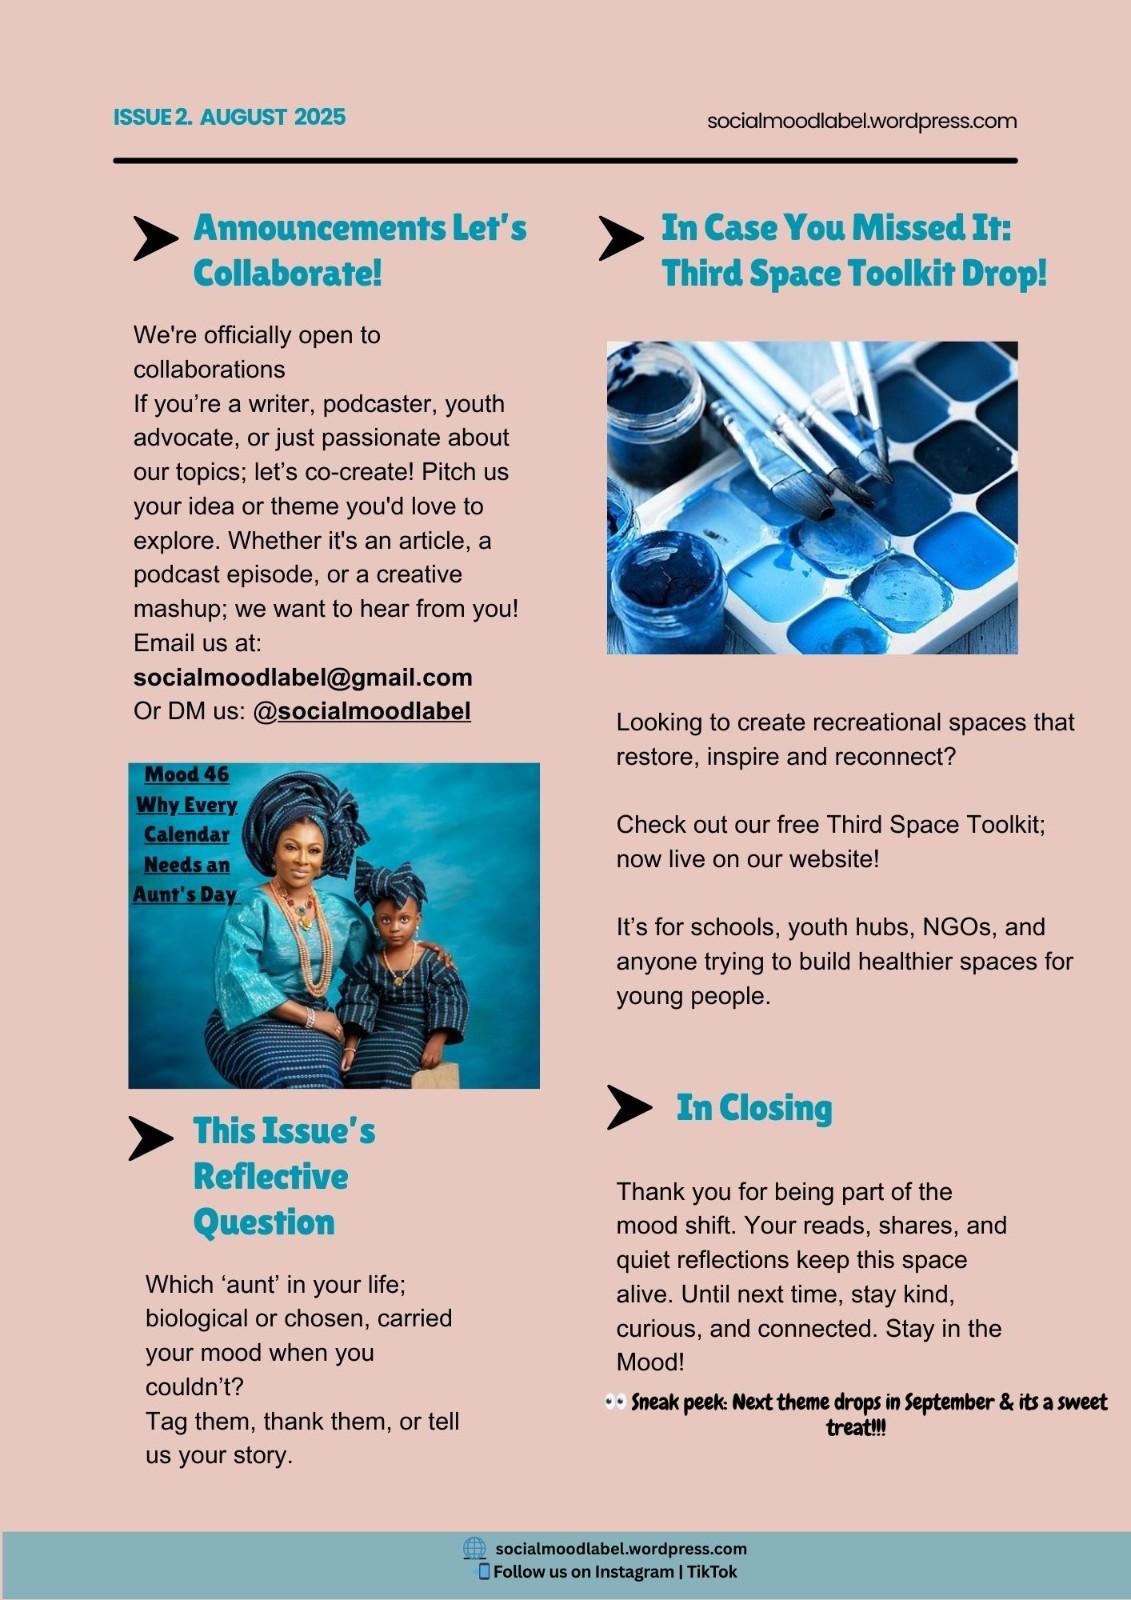 ISSUE 2. AUGUST 2025
socialmoodlabel.wordpress.com
Announcements Let's
Collaborate!
We're officially open to
collaborations
If you’re a writer, podcaster, youth
advocate, or just passionate about
our topics; let’s co-create! Pitch us
your idea or theme you'd love to
explore. Whether it's an article, a
podcast episode, or a creative
mashup; we want to hear from you!
Email us at:
socialmoodlabel@gmail.com
Or DM us: @socialmoodlabel
Mood 46
Why Every
Calendar
Needs an
Aunt's Day
This Issue's
Reflective
Question
Which ‘aunt’ in your life;
biological or chosen, carried
your mood when you
couldn’t?
Tag them, thank them, or tell
us your story.
In Case You Missed It:
Third Space Toolkit Drop!
Looking to create recreational spaces that
restore, inspire and reconnect?
Check out our free Third Space Toolkit;
now live on our website!
It’s for schools, youth hubs, NGOs, and
anyone trying to build healthier spaces for
young people.
In Closing
Thank you for being part of the
mood shift. Your reads, shares, and
quiet reflections keep this space
alive. Until next time, stay kind,
curious, and connected. Stay in the
Mood!
👀 Sneak peek: Next theme drops in September & its a sweet
treat!!!
socialmoodlabel.wordpress.com
Follow us on Instagram | TikTok